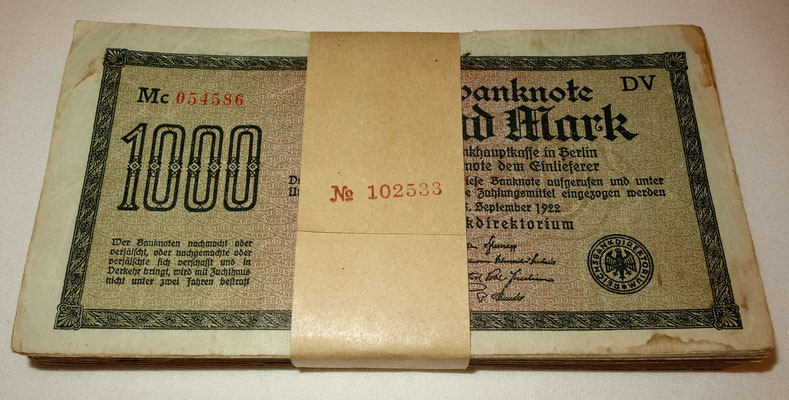 Mc 054586
banknote DV
nd Mark
1000
nkhauptkasse in Berlin
note dem Einlieferer
diese Banknote aufgerufen und unter
e Zahlungsmittel eingezogen werden
September 1922
kdirektorium
№ 102533
Wer Banknoten nachmacht oder
verfälscht, oder nachgemachte oder
verfälschte sich verschafft und in
Verkehr bringt, wird mit Zuchthaus
nicht unter zwei Jahren bestraft
REICHSBANKDIREKTORIUM